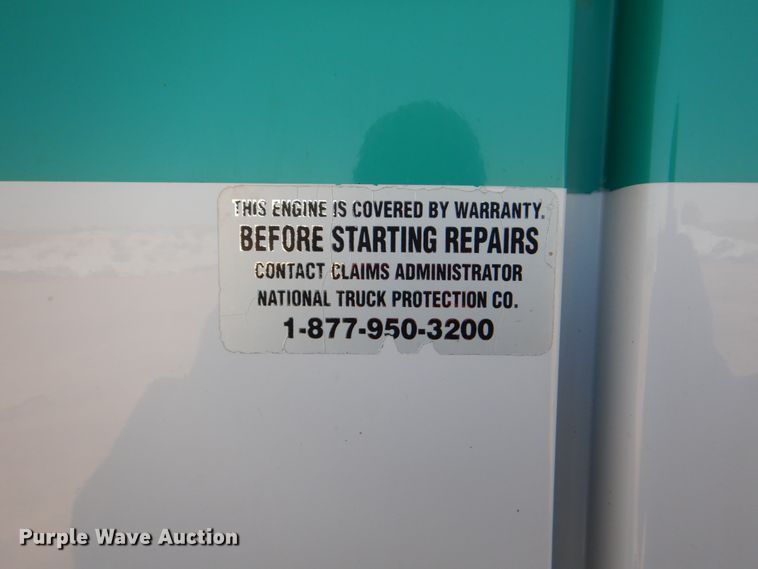 THIS ENGINE IS COVERED BY WARRANTY.
BEFORE STARTING REPAIRS
CONTACT CLAIMS ADMINISTRATOR
NATIONAL TRUCK PROTECTION CO.
1-877-950-3200
Purple Wave Auction